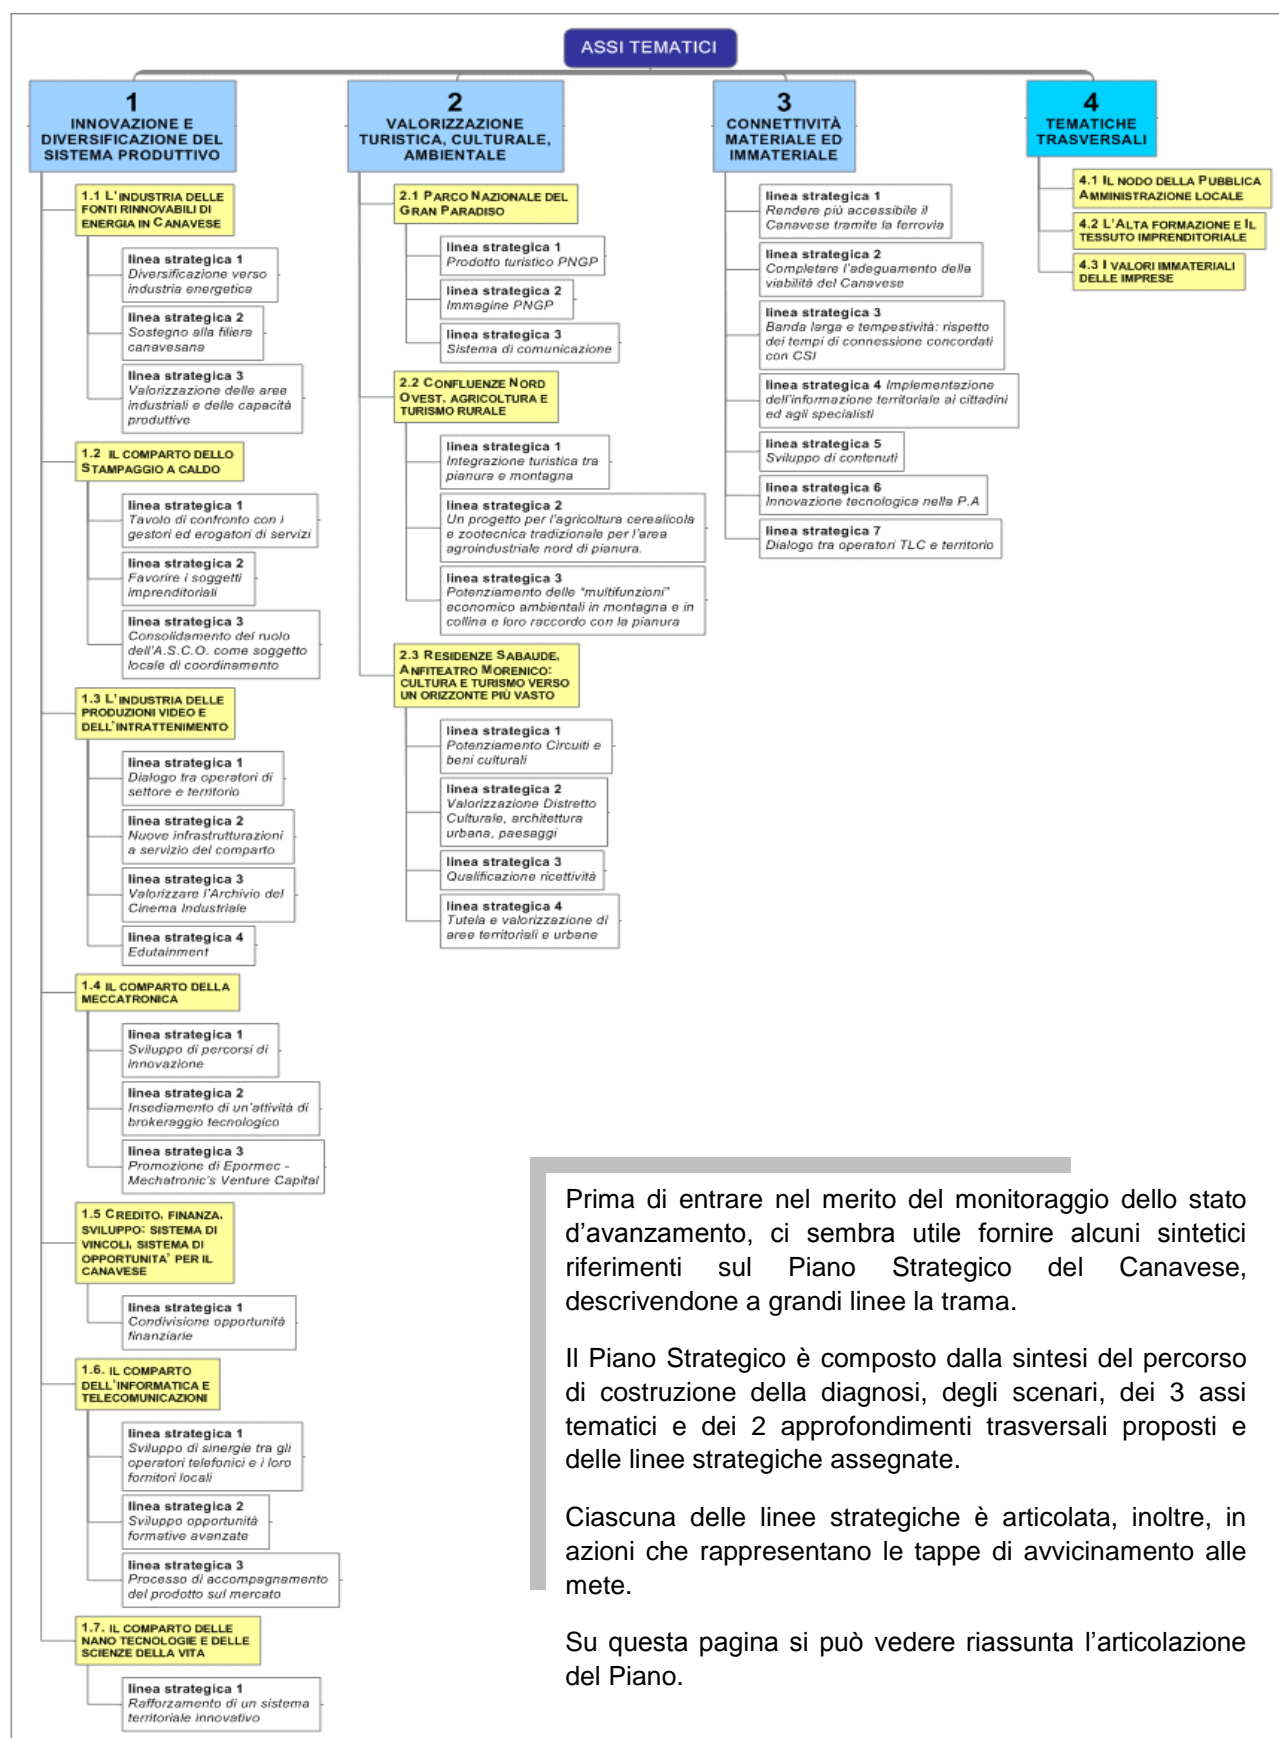 ASSI TEMATICI
1
INNOVAZIONE E
DIVERSIFICAZIONE DEL
SISTEMA PRODUTTIVO
1.1 L'INDUSTRIA DELLE
FONTI RINNOVABILI DI
ENERGIA IN CANAVESE
linea strategica 1
Diversificazione verso
industria energetica
linea strategica 2
Sostegno alla filiera
canavesana
linea strategica 3
Valorizzazione delle aree
industriali e delle capacità
produttive
1.2 IL COMPARTO DELLO
STAMPAGGIO A CALDO
linea strategica 1
Tavolo di confronto con i
gestori ed erogatori di servizi
linea strategica 2
Favorire i soggetti
imprenditoriali
linea strategica 3
Consolidamento del ruolo
dell'A.S.C.O. come soggetto
locale di coordinamento
1.3 L'INDUSTRIA DELLE
PRODUZIONI VIDEO E
DELL'INTRATTENIMENTO
linea strategica 1
Dialogo tra operatori di
settore e territorio
linea strategica 2
Nuove infrastrutturazioni
a servizio del comparto
linea strategica 3
Valorizzare l'Archivio del
Cinema Industriale
linea strategica 4
Edutainment
1.4 IL COMPARTO DELLA
MECCATRONICA
linea strategica 1
Sviluppo di percorsi di
innovazione
linea strategica 2
Insediamento di un'attività di
brokeraggio tecnologico
linea strategica 3
Promozione di Epormec -
Mechatronic's Venture Capital
1.5 CREDITO, FINANZA,
SVILUPPO: SISTEMA DI
VINCOLI, SISTEMA DI
OPPORTUNITA' PER IL
CANAVESE
linea strategica 1
Condivisione opportunità
finanziarie
1.6. IL COMPARTO
DELL'INFORMATICA E
TELECOMUNICAZIONI
linea strategica 1
Sviluppo di sinergie tra gli
operatori telefonici e i loro
fornitori locali
linea strategica 2
Sviluppo opportunità
formative avanzate
linea strategica 3
Processo di accompagnamento
del prodotto sul mercato
1.7. IL COMPARTO DELLE
NANO TECNOLOGIE E DELLE
SCIENZE DELLA VITA
linea strategica 1
Rafforzamento di un sistema
territoriale innovativo
2
VALORIZZAZIONE
TURISTICA, CULTURALE,
AMBIENTALE
2.1 PARCO NAZIONALE DEL
GRAN PARADISO
linea strategica 1
Prodotto turistico PNGP
linea strategica 2
Immagine PNGP
linea strategica 3
Sistema di comunicazione
2.2 CONFLUENZE NORD
OVEST, AGRICOLTURA E
TURISMO RURALE
linea strategica 1
Integrazione turistica tra
pianura e montagna
linea strategica 2
Un progetto per l'agricoltura cerealicola
e zootecnica tradizionale per l'area
agroindustriale nord di pianura.
linea strategica 3
Potenziamento delle "multifunzioni"
economico ambientali in montagna e in
collina e loro raccordo con la pianura
2.3 RESIDENZE SABAUDE,
ANFITEATRO MORENICO:
CULTURA E TURISMO VERSO
UN ORIZZONTE PIÙ VASTO
linea strategica 1
Potenziamento Circuiti e
beni culturali
linea strategica 2
Valorizzazione Distretto
Culturale, architettura
urbana, paesaggi
linea strategica 3
Qualificazione ricettività
linea strategica 4
Tutela e valorizzazione di
aree territoriali e urbane
3
CONNETTIVITÀ
MATERIALE ED
IMMATERIALE
linea strategica 1
Rendere più accessibile il
Canavese tramite la ferrovia
linea strategica 2
Completare l'adeguamento della
viabilità del Canavese
linea strategica 3
Banda larga e tempestività: rispetto
dei tempi di connessione concordati
con CSI
linea strategica 4 Implementazione
dell'informazione territoriale ai cittadini
ed agli specialisti
linea strategica 5
Sviluppo di contenuti
linea strategica 6
Innovazione tecnologica nella P.A
linea strategica 7
Dialogo tra operatori TLC e territorio
4
TEMATICHE
TRASVERSALI
4.1 IL NODO DELLA PUBBLICA
AMMINISTRAZIONE LOCALE
4.2 L'ALTA FORMAZIONE E IL
TESSUTO IMPRENDITORIALE
4.3 I VALORI IMMATERIALI
DELLE IMPRESE
Prima di entrare nel merito del monitoraggio dello stato
d'avanzamento, ci sembra utile fornire alcuni sintetici
riferimenti sul Piano Strategico del Canavese,
descrivendone a grandi linee la trama.
Il Piano Strategico è composto dalla sintesi del percorso
di costruzione della diagnosi, degli scenari, dei 3 assi
tematici e dei 2 approfondimenti trasversali proposti e
delle linee strategiche assegnate.
Ciascuna delle linee strategiche è articolata, inoltre, in
azioni che rappresentano le tappe di avvicinamento alle
mete.
Su questa pagina si può vedere riassunta l'articolazione
del Piano.